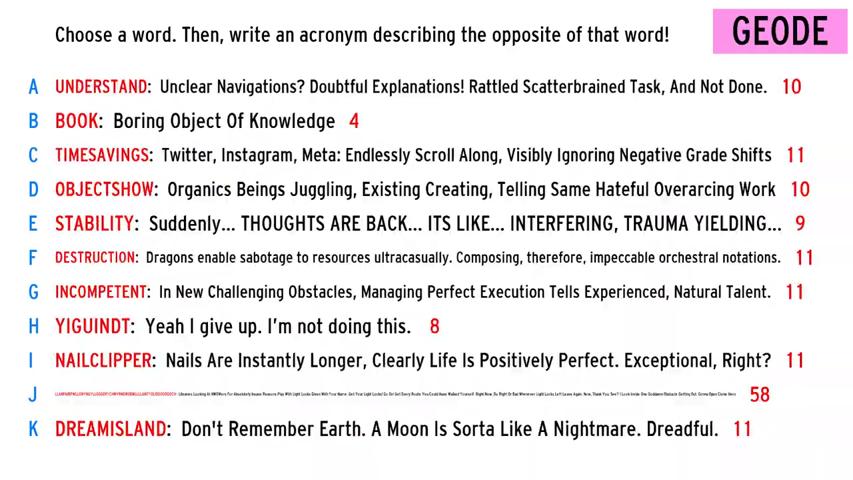 Choose a word. Then, write an acronym describing the opposite of that word!
GEODE
A UNDERSTAND: Unclear Navigations? Doubtful Explanations! Rattled Scatterbrained Task, And Not Done. 10
B BOOK: Boring Object Of Knowledge 4
C TIMESAVINGS: Twitter, Instagram, Meta: Endlessly Scroll Along, Visibly Ignoring Negative Grade Shifts 11
D OBJECTSHOW: Organics Beings Juggling, Existing Creating, Telling Same Hateful Overarcing Work 10
E STABILITY: Suddenly... THOUGHTS ARE BACK... ITS LIKE... INTERFERING, TRAUMA YIELDING... 9
F DESTRUCTION: Dragons enable sabotage to resources ultracasually. Composing, therefore, impeccable orchestral notations. 11
G INCOMPETENT: In New Challenging Obstacles, Managing Perfect Execution Tells Experienced, Natural Talent. 11
H YIGUINDT: Yeah I give up. I'm not doing this. 8
I NAILCLIPPER: Nails Are Instantly Longer, Clearly Life Is Positively Perfect. Exceptional, Right? 11
J 58
K DREAMISLAND: Don't Remember Earth. A Moon Is Sorta Like A Nightmare. Dreadful. 11